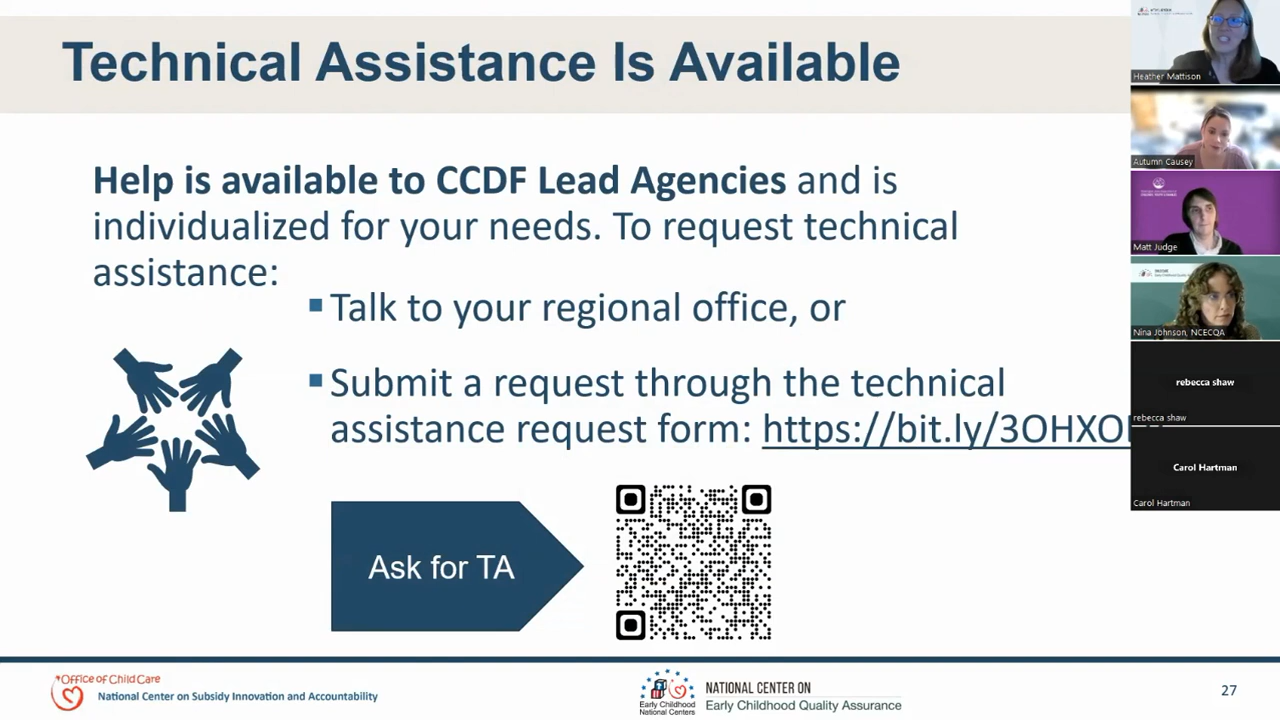 Technical Assistance Is Available
Help is available to CCDF Lead Agencies and is
individualized for your needs. To request technical
assistance:
▪ Talk to your regional office, or
▪ Submit a request through the technical
assistance request form: https://bit.ly/3OHXO
Ask for TA
Office of Child Care
National Center on Subsidy Innovation and Accountability
Early Childhood
National Centers
NATIONAL CENTER ON
Early Childhood Quality Assurance
27
Heather Mattison
Autumn Causey
Matt Judge
Nina Johnson, NCECQA
rebecca shaw
rebecca shaw
Carol Hartman
Carol Hartman